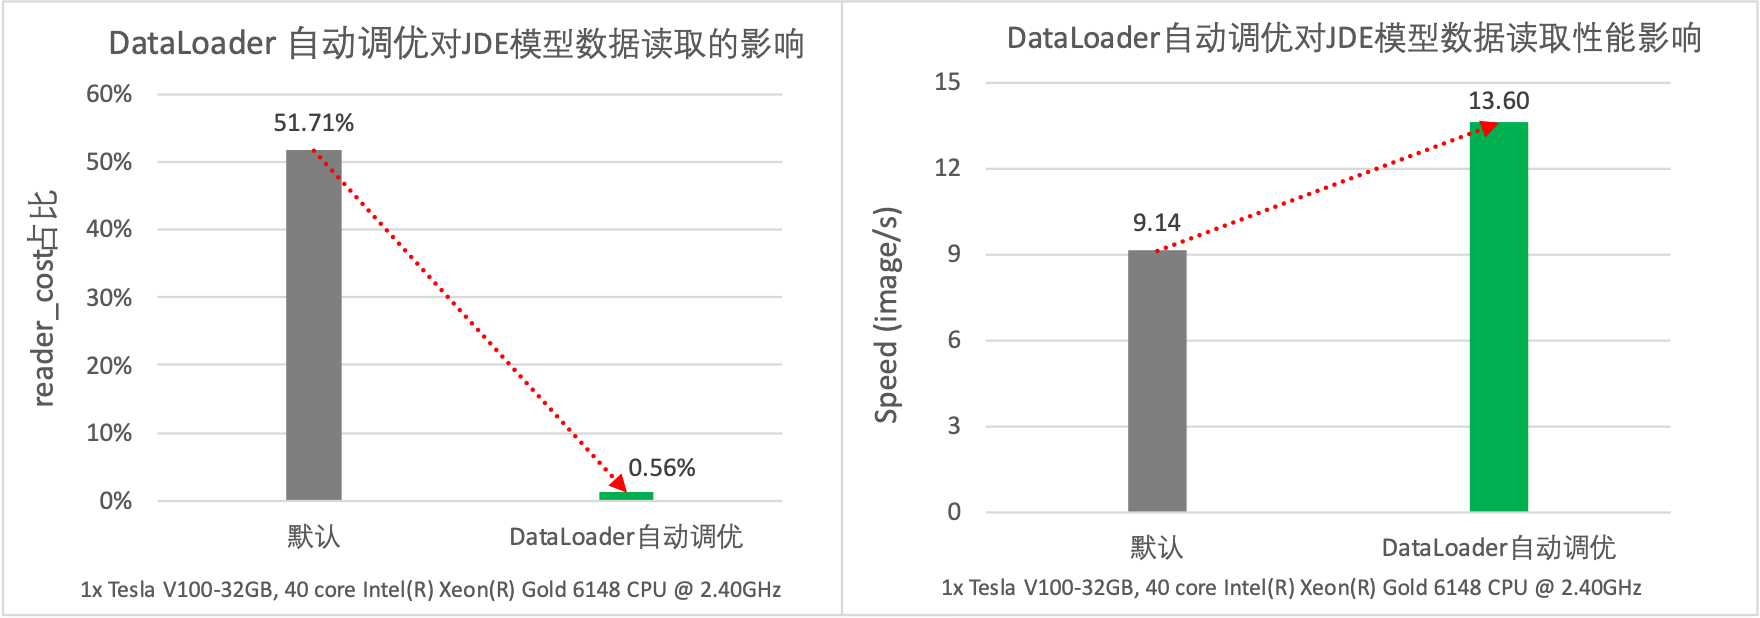 DataLoader 自动调优对JDE模型数据读取的影响
60%
51.71%
50%
40%
30%
20%
10%
0.56%
0%
reader_cost占比
默认
DataLoader自动调优
1x Tesla V100-32GB, 40 core Intel(R) Xeon(R) Gold 6148 CPU @ 2.40GHz
DataLoader自动调优对JDE模型数据读取性能影响
15
13.60
12
9.14
9
6
3
0
Speed (image/s)
默认
DataLoader自动调优
1x Tesla V100-32GB, 40 core Intel(R) Xeon(R) Gold 6148 CPU @ 2.40GHz